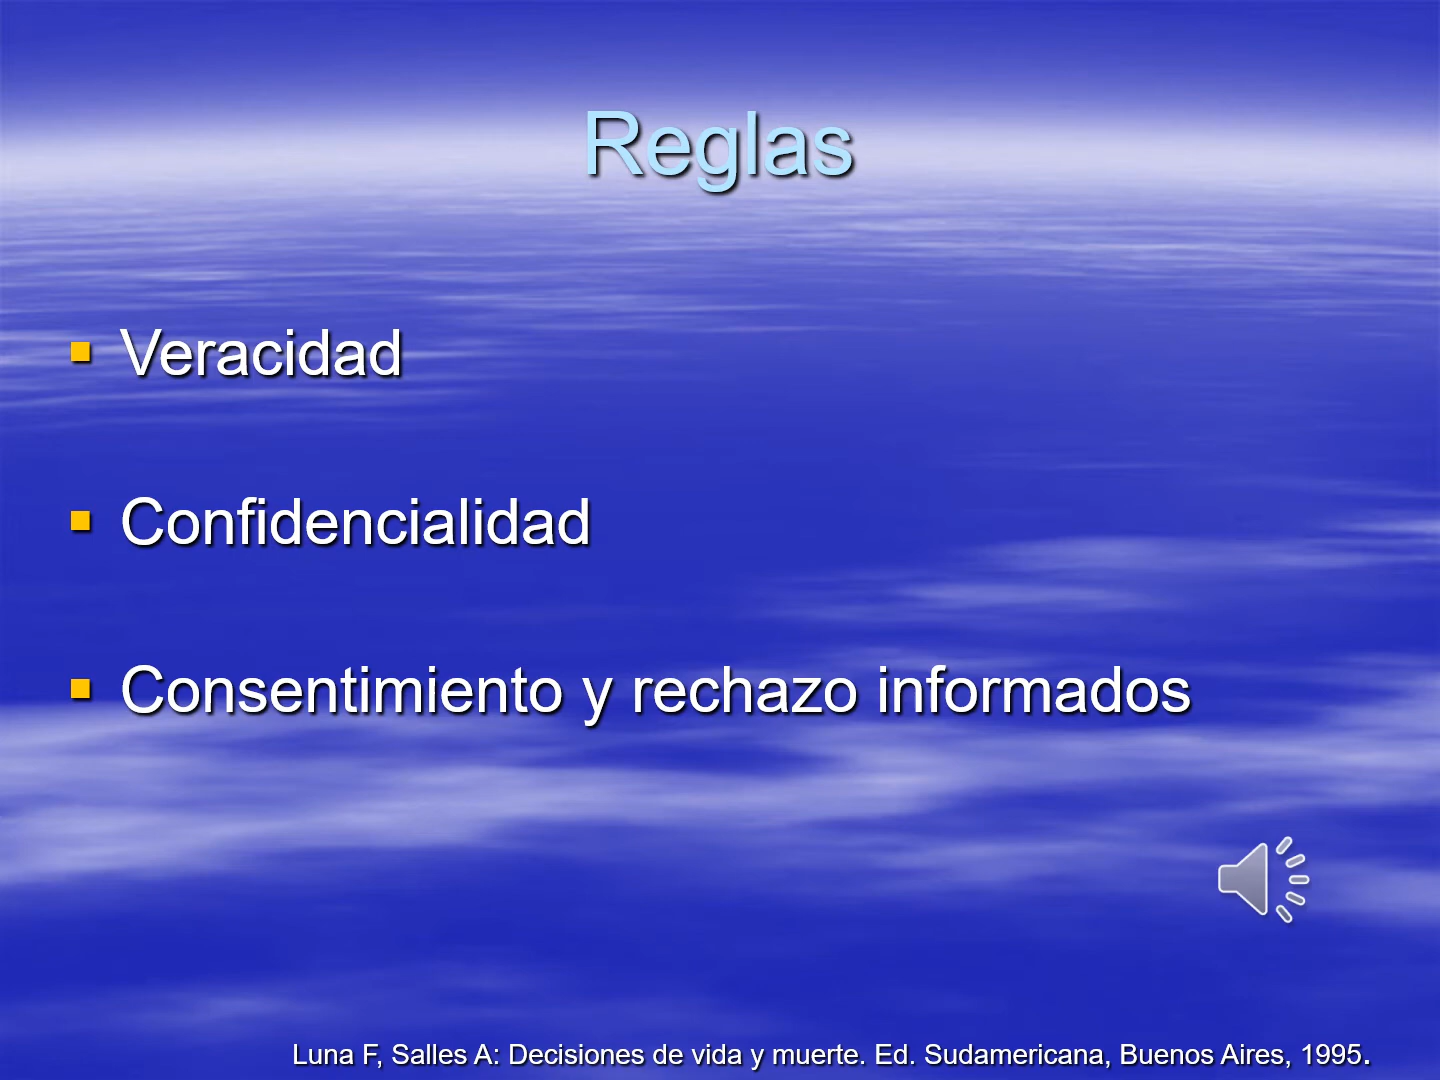 Reglas
Veracidad
Confidencialidad
Consentimiento y rechazo informados
Luna F, Salles A: Decisiones de vida y muerte. Ed. Sudamericana, Buenos Aires, 1995.